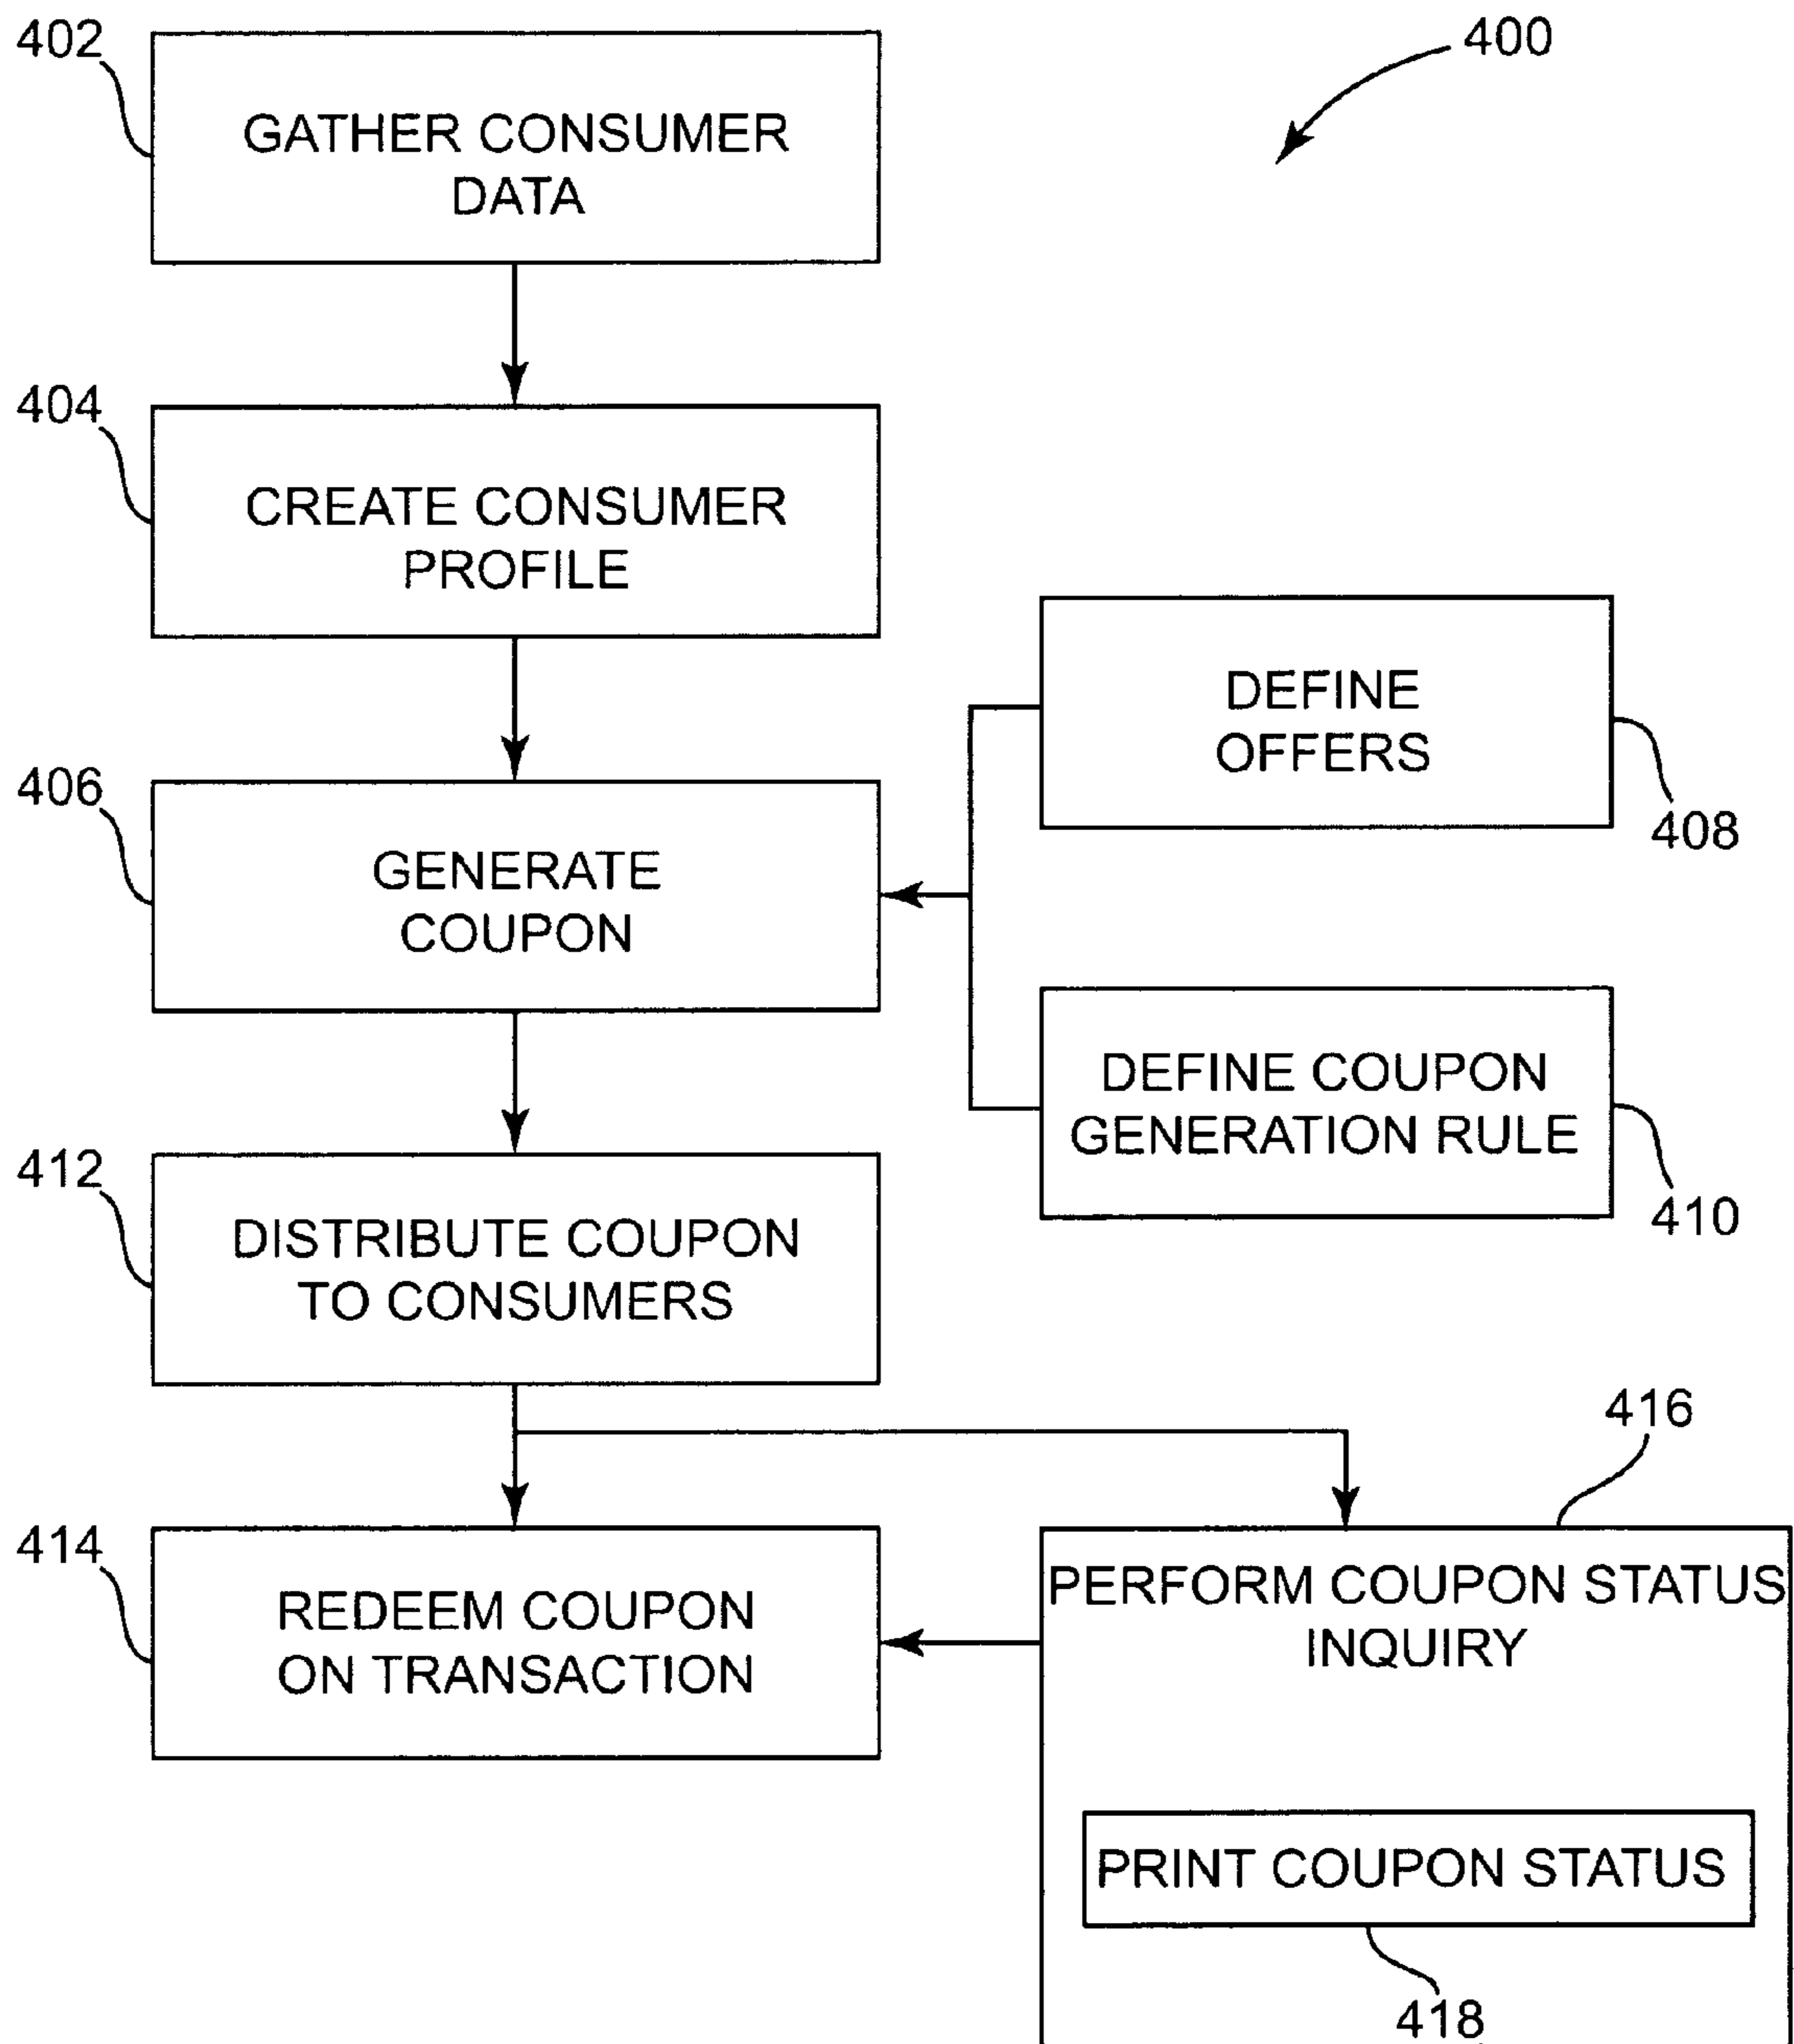 402
400
GATHER CONSUMER
DATA
404
CREATE CONSUMER
PROFILE
406
GENERATE
COUPON
DEFINE
OFFERS
408
DEFINE COUPON
GENERATION RULE
410
412
DISTRIBUTE COUPON
TO CONSUMERS
414
REDEEM COUPON
ON TRANSACTION
416
PERFORM COUPON STATUS
INQUIRY
PRINT COUPON STATUS
418